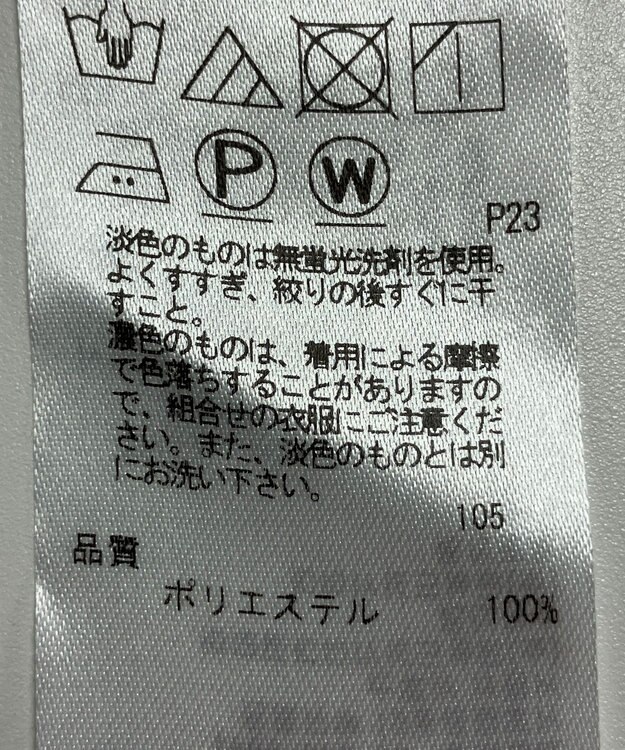 P
W
P23
淡色のものは無蛍光洗剤を使用。
よくすすぎ、絞りの後すぐに干
すこと。
濃色のものは、着用による摩擦
で色落ちすることがありますの
で、組合せの衣服にご注意くだ
さい。また、淡色のものとは別
にお洗い下さい。
105
品質
ポリエステル 100%